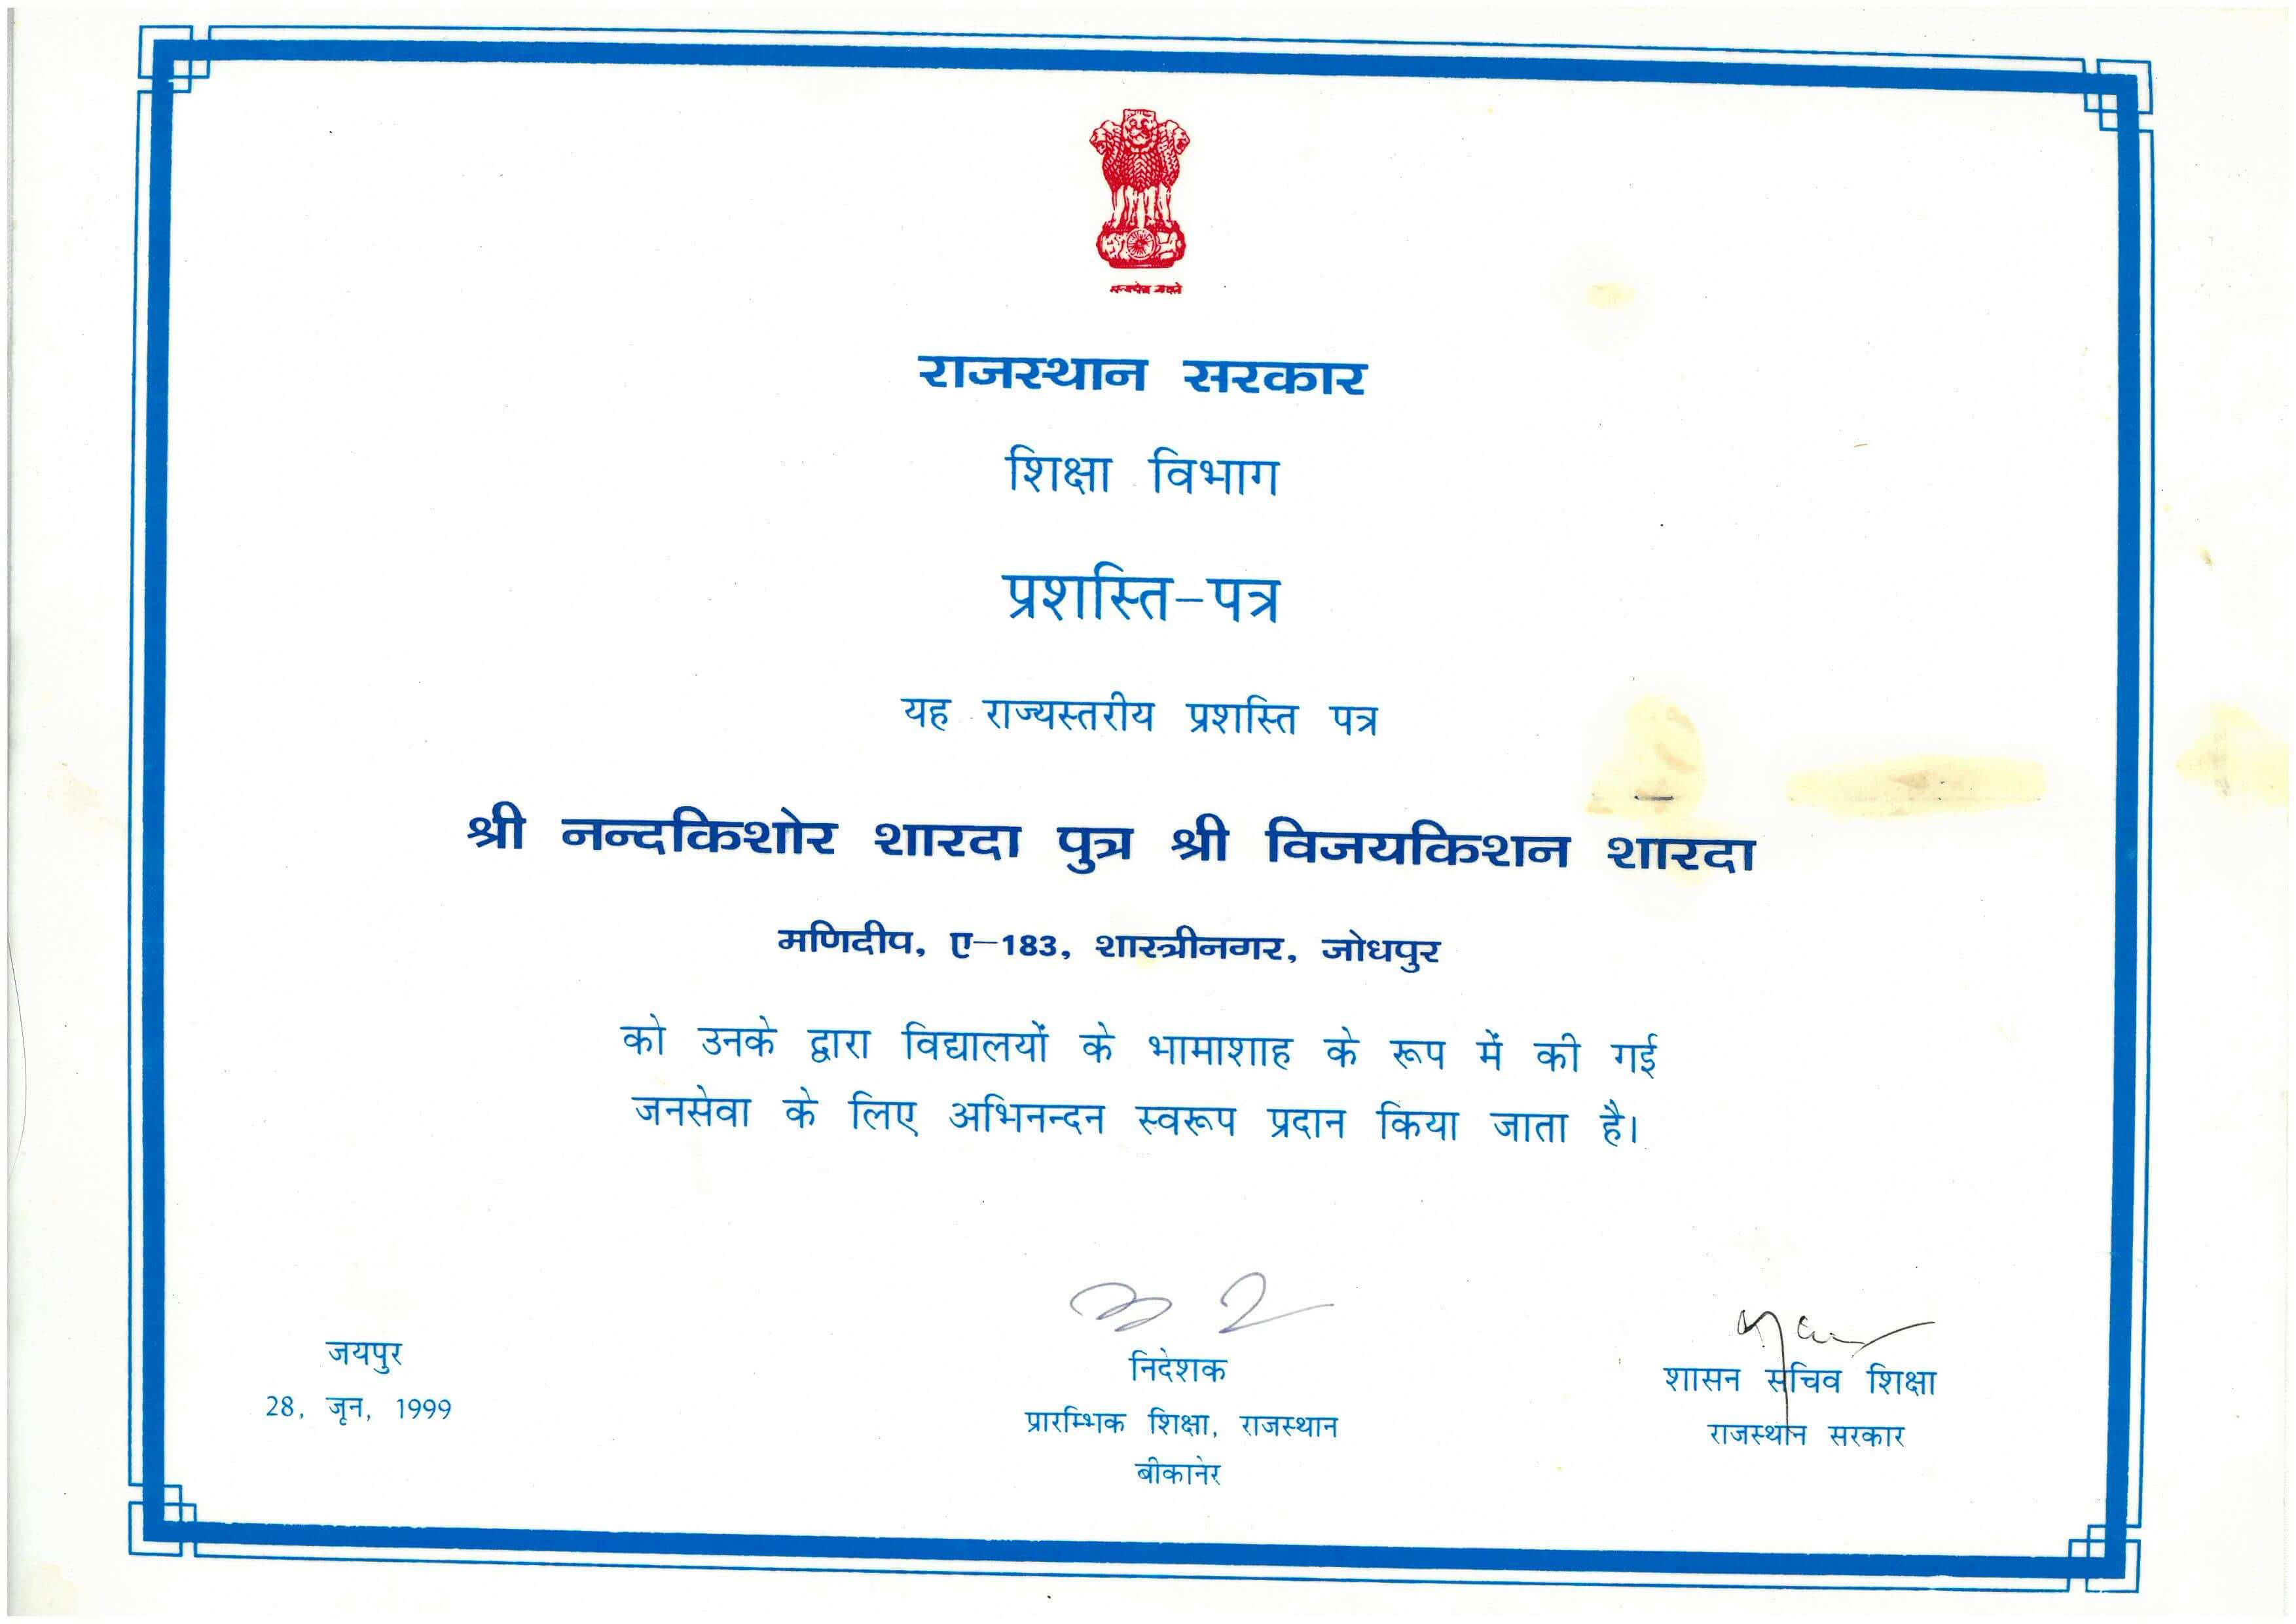 सत्यमेव जयते
राजस्थान सरकार
शिक्षा विभाग
प्रशस्ति-पत्र
यह राज्यस्तरीय प्रशस्ति पत्र
श्री नन्दकिशोर शारदा पुत्र श्री विजयकिशन शारदा
मणिदीप, ए-183, शास्त्रीनगर, जोधपुर
को उनके द्वारा विद्यालयों के भामाशाह के रूप में की गई
जनसेवा के लिए अभिनन्दन स्वरूप प्रदान किया जाता है।
जयपुर
28, जून, 1999
निदेशक
प्रारम्भिक शिक्षा, राजस्थान
बीकानेर
शासन सचिव शिक्षा
राजस्थान सरकार